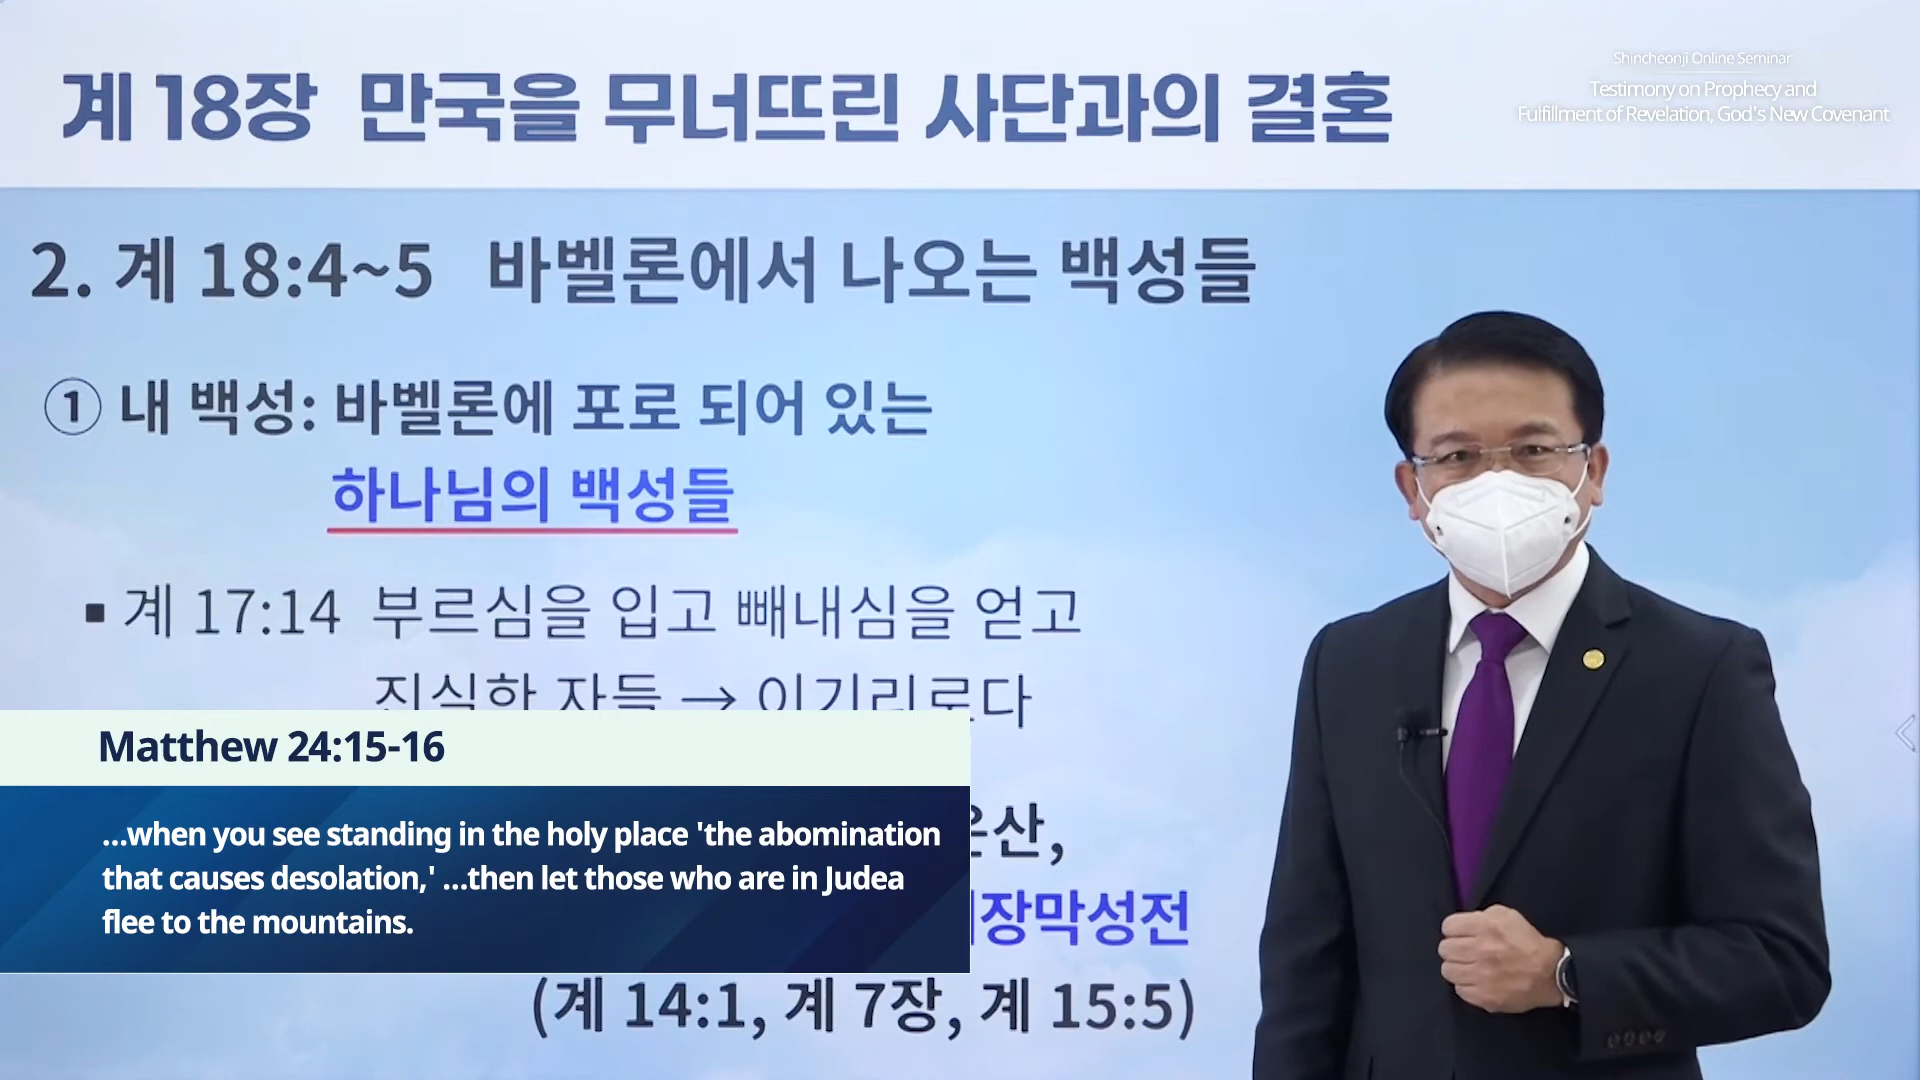 계 18장 만국을 무너뜨린 사단과의 결혼
Shincheonji Online Seminar
Testimony on Prophecy and
Fulfillment of Revelation, God's New Covenant
2. 계 18:4~5 바벨론에서 나오는 백성들
① 내 백성: 바벨론에 포로 되어 있는
하나님의 백성들
▪ 계 17:14 부르심을 입고 빼내심을 얻고
진실한 자들 → 이기리로다
Matthew 24:15-16
...when you see standing in the holy place 'the abomination
that causes desolation,' ...then let those who are in Judea
flee to the mountains.
산,
장막성전
(계 14:1, 계 7장, 계 15:5)